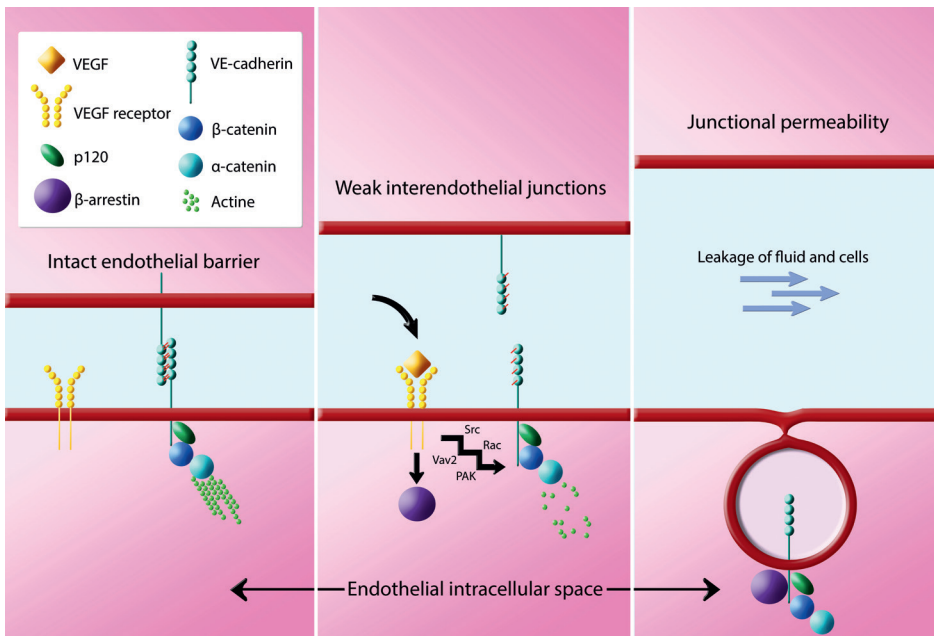 VEGF
VEGF receptor
p120
β-arrestin
VE-cadherin
β-catenin
α-catenin
Actine
Intact endothelial barrier
Weak interendothelial junctions
Src
Rac
Vav2
PAK
Junctional permeability
Leakage of fluid and cells
Endothelial intracellular space